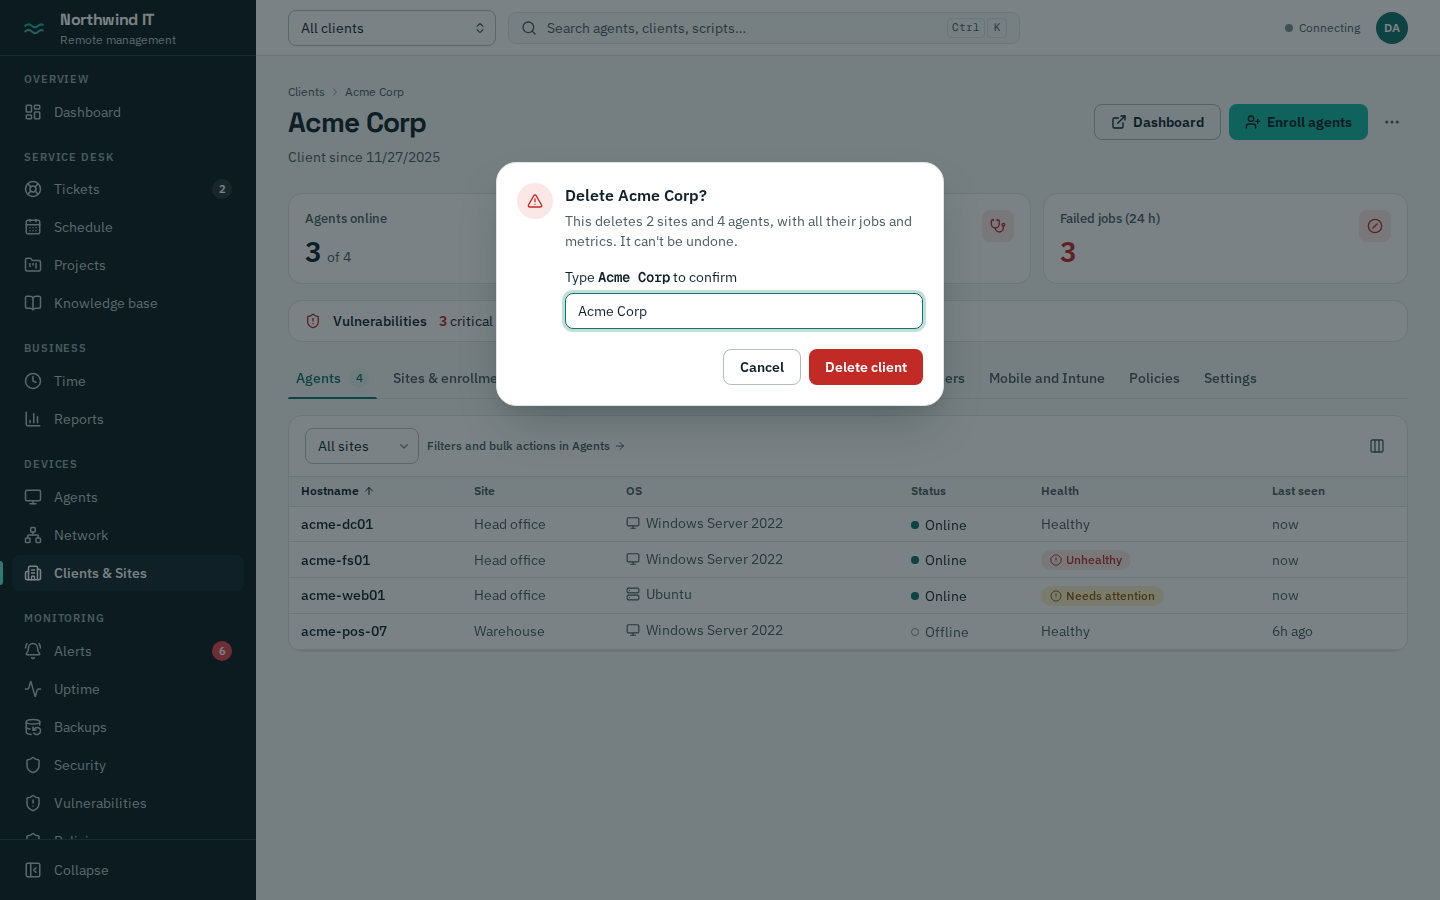 Northwind IT
Remote management
All clients
Search agents, clients, scripts...
Ctrl K
Connecting
DA
OVERVIEW
Dashboard
SERVICE DESK
Tickets 2
Schedule
Projects
Knowledge base
BUSINESS
Time
Reports
DEVICES
Agents
Network
Clients & Sites
MONITORING
Alerts 6
Uptime
Backups
Security
Vulnerabilities
Collapse
Clients > Acme Corp
Acme Corp
Client since 11/27/2025
Dashboard
Enroll agents
Agents online
3 of 4
Failed jobs (24 h)
3
Vulnerabilities 3 critical
Delete Acme Corp?
This deletes 2 sites and 4 agents, with all their jobs and
metrics. It can't be undone.
Type Acme Corp to confirm
Acme Corp
Cancel
Delete client
Agents 4
Mobile and Intune
Policies
Settings
All sites
Filters and bulk actions in Agents →
Hostname ↑ Site OS Status Health Last seen
acme-dc01 Head office Windows Server 2022 Online Healthy now
acme-fs01 Head office Windows Server 2022 Online Unhealthy now
acme-web01 Head office Ubuntu Online Needs attention now
acme-pos-07 Warehouse Windows Server 2022 Offline Healthy 6h ago